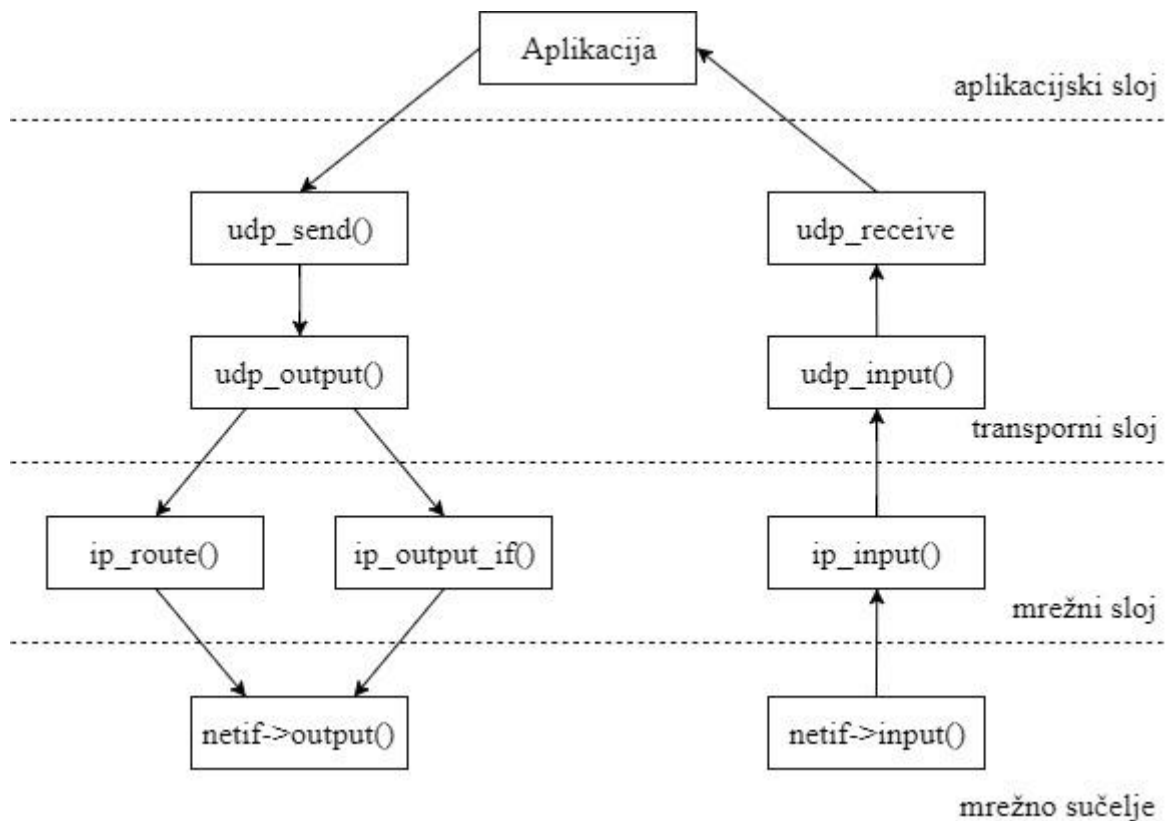 Aplikacija
aplikacijski sloj
udp_send()
udp_receive
udp_output()
udp_input()
transporni sloj
ip_route()
ip_output_if()
ip_input()
mrežni sloj
netif->output()
netif->input()
mrežno sučelje